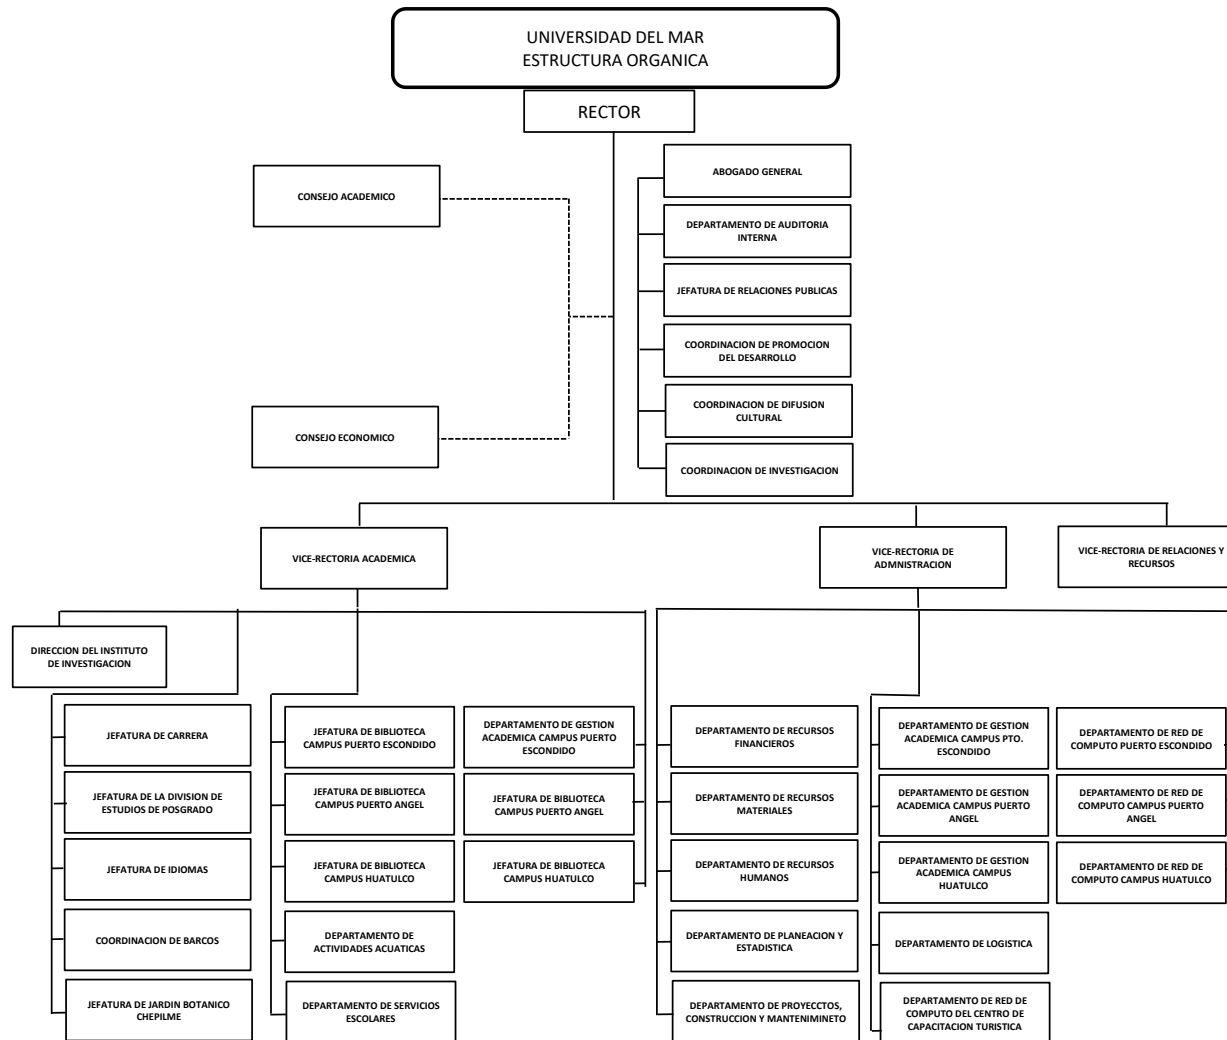 UNIVERSIDAD DEL MAR
ESTRUCTURA ORGANICA
RECTOR
ABOGADO GENERAL
CONSEJO ACADEMICO
DEPARTAMENTO DE AUDITORIA
INTERNA
JEFATURA DE RELACIONES PUBLICAS
COORDINACION DE PROMOCION
DEL DESARROLLO
COORDINACION DE DIFUSION
CULTURAL
CONSEJO ECONOMICO
COORDINACION DE INVESTIGACION
VICE-RECTORIA ACADEMICA
VICE-RECTORIA DE
ADMNISTRACION
VICE-RECTORIA DE RELACIONES Y
RECURSOS
DIRECCION DEL INSTITUTO
DE INVESTIGACION
JEFATURA DE CARRERA
JEFATURA DE LA DIVISION DE
ESTUDIOS DE POSGRADO
JEFATURA DE IDIOMAS
COORDINACION DE BARCOS
JEFATURA DE JARDIN BOTANICO
CHEPILME
JEFATURA DE BIBLIOTECA
CAMPUS PUERTO ESCONDIDO
JEFATURA DE BIBLIOTECA
CAMPUS PUERTO ANGEL
JEFATURA DE BIBLIOTECA
CAMPUS HUATULCO
DEPARTAMENTO DE
ACTIVIDADES ACUATICAS
DEPARTAMENTO DE SERVICIOS
ESCOLARES
DEPARTAMENTO DE GESTION
ACADEMICA CAMPUS PUERTO
ESCONDIDO
JEFATURA DE BIBLIOTECA
CAMPUS PUERTO ANGEL
JEFATURA DE BIBLIOTECA
CAMPUS HUATULCO
DEPARTAMENTO DE RECURSOS
FINANCIEROS
DEPARTAMENTO DE RECURSOS
MATERIALES
DEPARTAMENTO DE RECURSOS
HUMANOS
DEPARTAMENTO DE PLANEACION Y
ESTADISTICA
DEPARTAMENTO DE PROYECCTOS,
CONSTRUCCION Y MANTENIMINETO
DEPARTAMENTO DE GESTION
ACADEMICA CAMPUS PTO.
ESCONDIDO
DEPARTAMENTO DE GESTION
ACADEMICA CAMPUS PUERTO
ANGEL
DEPARTAMENTO DE GESTION
ACADEMICA CAMPUS
HUATULCO
DEPARTAMENTO DE LOGISTICA
DEPARTAMENTO DE RED DE
COMPUTO DEL CENTRO DE
CAPACITACION TURISTICA
DEPARTAMENTO DE RED DE
COMPUTO PUERTO ESCONDIDO
DEPARTAMENTO DE RED DE
COMPUTO CAMPUS PUERTO
ANGEL
DEPARTAMENTO DE RED DE
COMPUTO CAMPUS HUATULCO